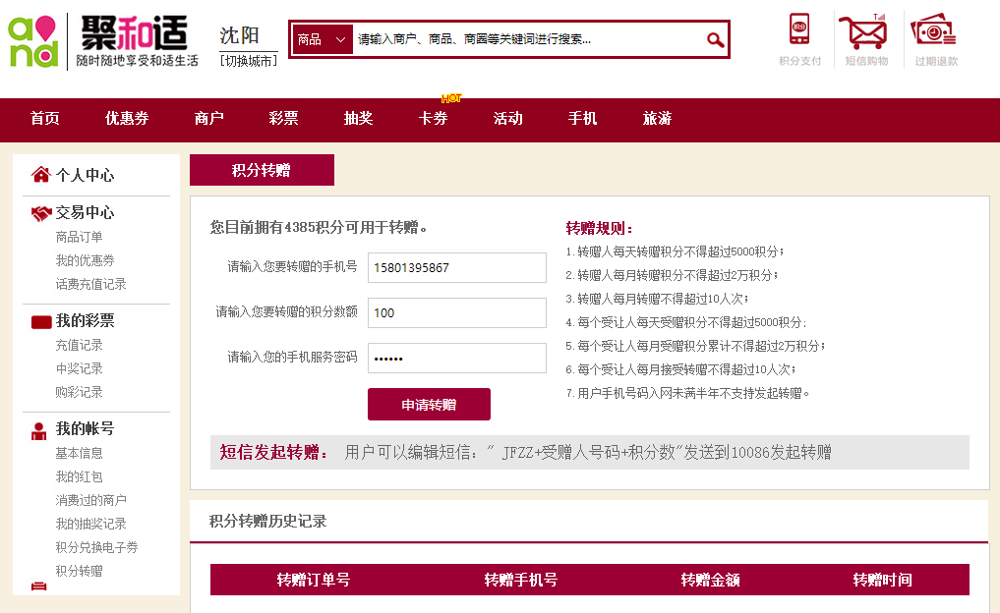 and 聚和适
随时随地享受和适生活
沈阳
[切换城市]
商品 请输入商户、商品、商圈等关键词进行搜索...
积分支付 短信购物 过期退款
HOT
首页 优惠券 商户 彩票 抽奖 卡券 活动 手机 旅游
个人中心
交易中心
商品订单
我的优惠券
话费充值记录
我的彩票
充值记录
中奖记录
购彩记录
我的帐号
基本信息
我的红包
消费过的商户
我的抽奖记录
积分兑换电子券
积分转赠
积分转赠
您目前拥有4385积分可用于转赠。
请输入您要转赠的手机号 15801395867
请输入您要转赠的积分数额 100
请输入您的手机服务密码 ••••••
申请转赠
转赠规则：
1. 转赠人每天转赠积分不得超过5000积分；
2. 转赠人每月转赠积分不得超过2万积分；
3. 转赠人每月转赠不得超过10人次；
4. 每个受让人每天受赠积分不得超过5000积分;
5. 每个受让人每月受赠积分累计不得超过2万积分；
6. 每个受让人每月接受转赠不得超过10人次；
7. 用户手机号码入网未满半年不支持发起转赠。
短信发起转赠： 用户可以编辑短信：" JFZZ+受赠人号码+积分数"发送到10086发起转赠
积分转赠历史记录
转赠订单号 转赠手机号 转赠金额 转赠时间